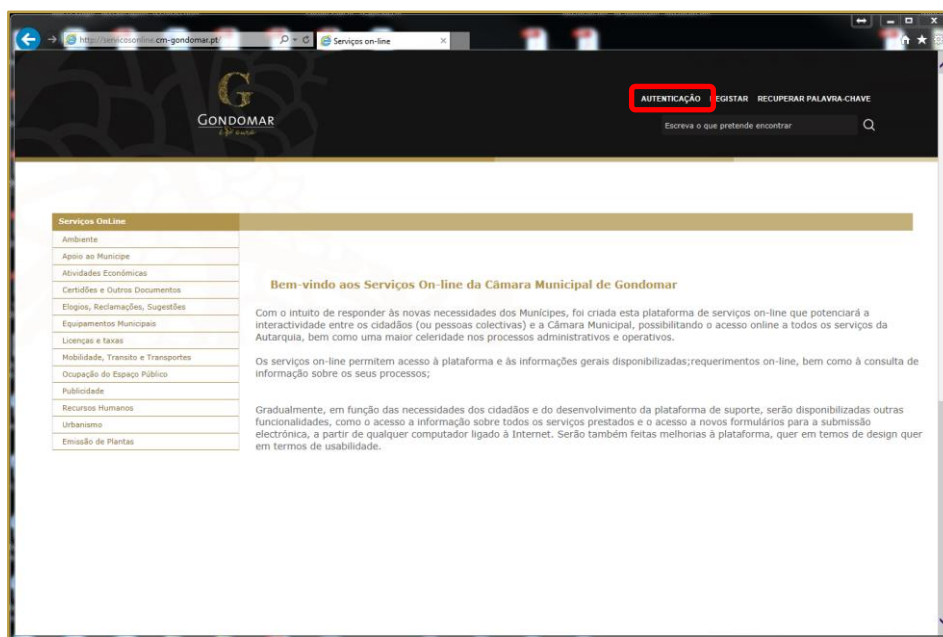 http://servicosonline.cm-gondomar.pt/
Serviços on-line
AUTENTICAÇÃO REGISTAR RECUPERAR PALAVRA-CHAVE
G
GONDOMAR
é D'ouro
Escreva o que pretende encontrar
Serviços OnLine
Ambiente
Apoio ao Municipe
Atividades Económicas
Certidões e Outros Documentos
Elogios, Reclamações, Sugestões
Equipamentos Municipais
Licenças e taxas
Mobilidade, Transito e Transportes
Ocupação do Espaço Público
Publicidade
Recursos Humanos
Urbanismo
Emissão de Plantas
Bem-vindo aos Serviços On-line da Câmara Municipal de Gondomar
Com o intuito de responder às novas necessidades dos Munícipes, foi criada esta plataforma de serviços on-line que potenciará a
interactividade entre os cidadãos (ou pessoas colectivas) e a Câmara Municipal, possibilitando o acesso online a todos os serviços da
Autarquia, bem como uma maior celeridade nos processos administrativos e operativos.
Os serviços on-line permitem acesso à plataforma e às informações gerais disponibilizadas;requerimentos on-line, bem como à consulta de
informação sobre os seus processos;
Gradualmente, em função das necessidades dos cidadãos e do desenvolvimento da plataforma de suporte, serão disponibilizadas outras
funcionalidades, como o acesso a informação sobre todos os serviços prestados e o acesso a novos formulários para a submissão
electrónica, a partir de qualquer computador ligado à Internet. Serão também feitas melhorias à plataforma, quer em temos de design quer
em termos de usabilidade.